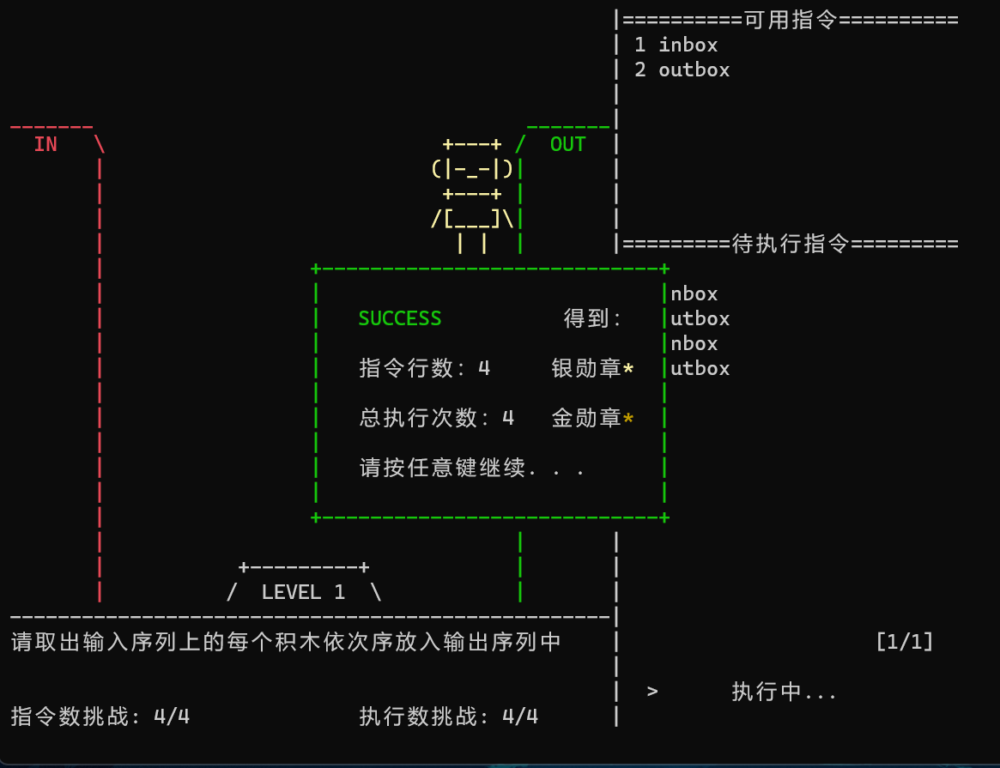 ==========可用指令==========
1 inbox
2 outbox
IN
OUT
=========待执行指令=========
nbox
SUCCESS 得到:
utbox
nbox
指令行数: 4 银勋章*
utbox
总执行次数: 4 金勋章*
请按任意键继续. . .
LEVEL 1
请取出输入序列上的每个积木依次序放入输出序列中
[1/1]
> 执行中...
指令数挑战: 4/4 执行数挑战: 4/4